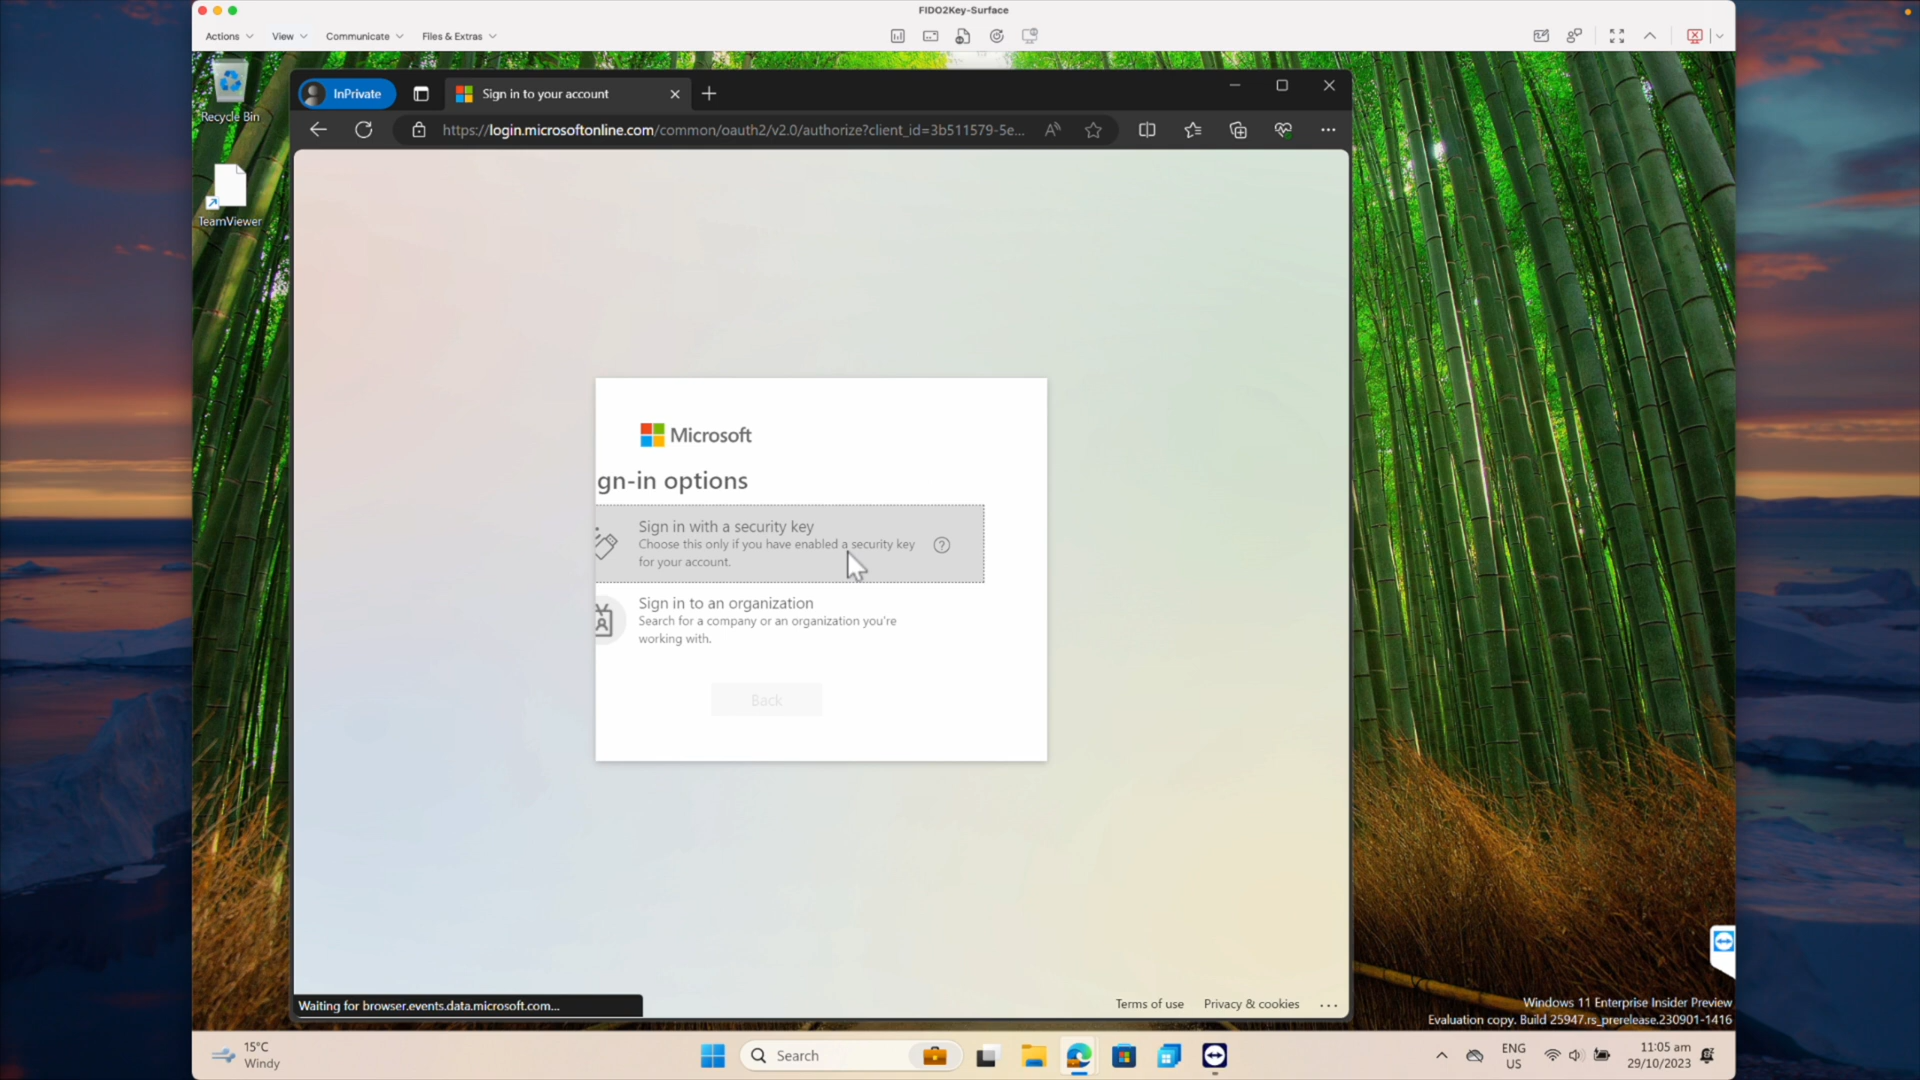 FIDO2Key-Surface
Actions View Communicate Files & Extras
Recycle Bin
TeamViewer
InPrivate
Sign in to your account
https://login.microsoftonline.com/common/oauth2/v2.0/authorize?client_id=3b511579-5e...
Microsoft
gn-in options
Sign in with a security key
Choose this only if you have enabled a security key
for your account.
Sign in to an organization
Search for a company or an organization you're
working with.
Back
Waiting for browser.events.data.microsoft.com...
Terms of use Privacy & cookies ...
Windows 11 Enterprise Insider Preview
Evaluation copy. Build 25947.rs_prerelease.230901-1416
15°C
Windy
Search
ENG
US
11:05 am
29/10/2023